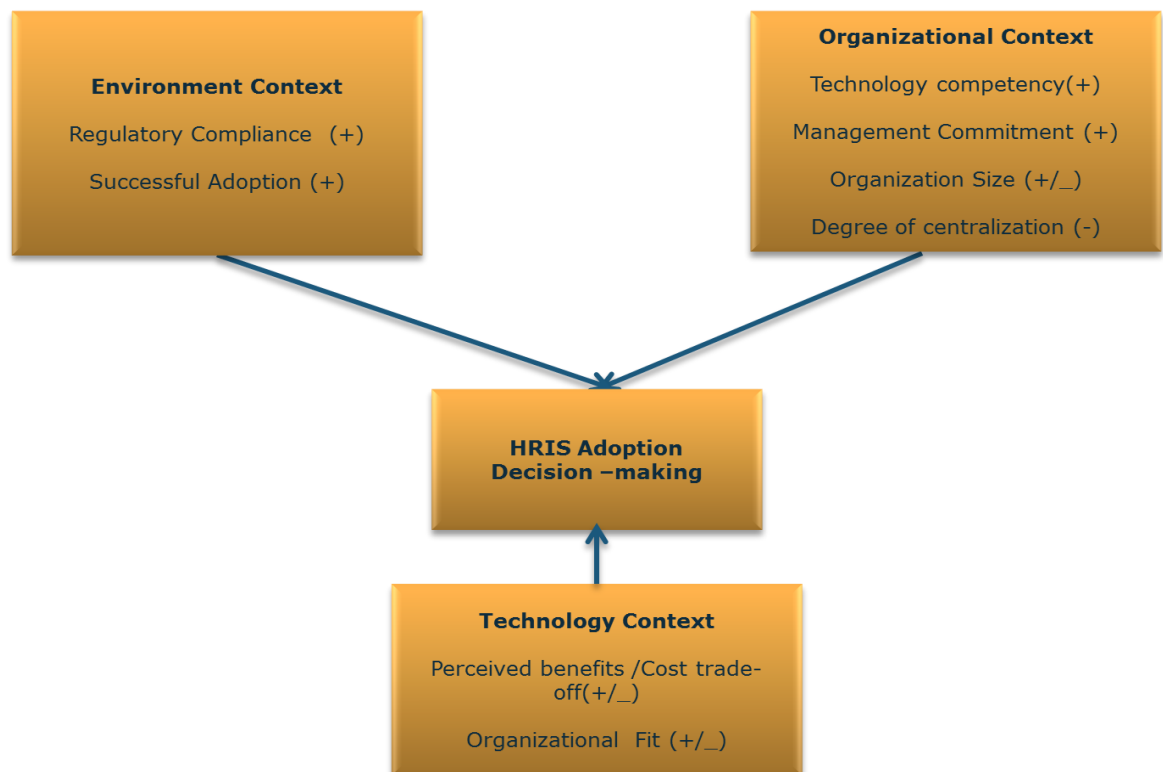 Environment Context
Regulatory Compliance  (+)
Successful Adoption (+)
Organizational Context
Technology competency(+)
Management Commitment (+)
Organization Size (+/_)
Degree of centralization (-)
HRIS Adoption
Decision –making
Technology Context
Perceived benefits /Cost trade-
off(+/_)
Organizational  Fit (+/_)